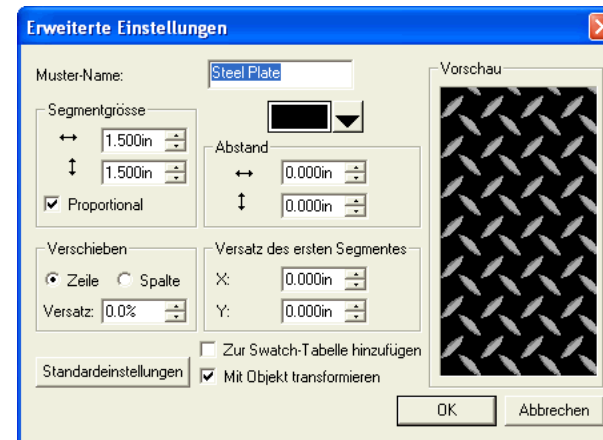 Erweiterte Einstellungen
Muster-Name: Steel Plate
Segmentgrösse
1.500in
1.500in
Proportional
Abstand
0.000in
0.000in
Verschieben
Zeile Spalte
Versatz: 0.0%
Versatz des ersten Segmentes
X: 0.000in
Y: 0.000in
Standardeinstellungen
Zur Swatch-Tabelle hinzufügen
Mit Objekt transformieren
Vorschau
OK Abbrechen